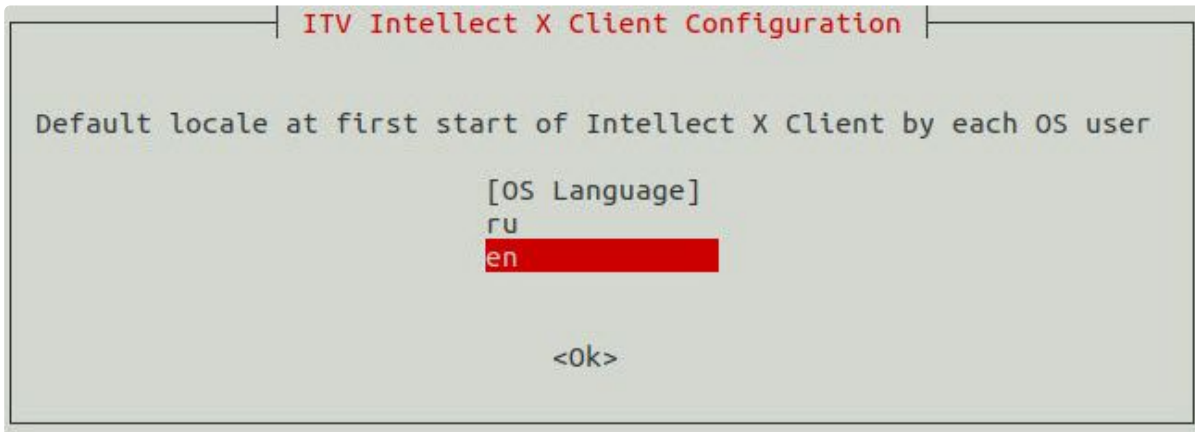 ITV Intellect X Client Configuration
Default locale at first start of Intellect X Client by each OS user
[OS Language]
ru
en
<Ok>